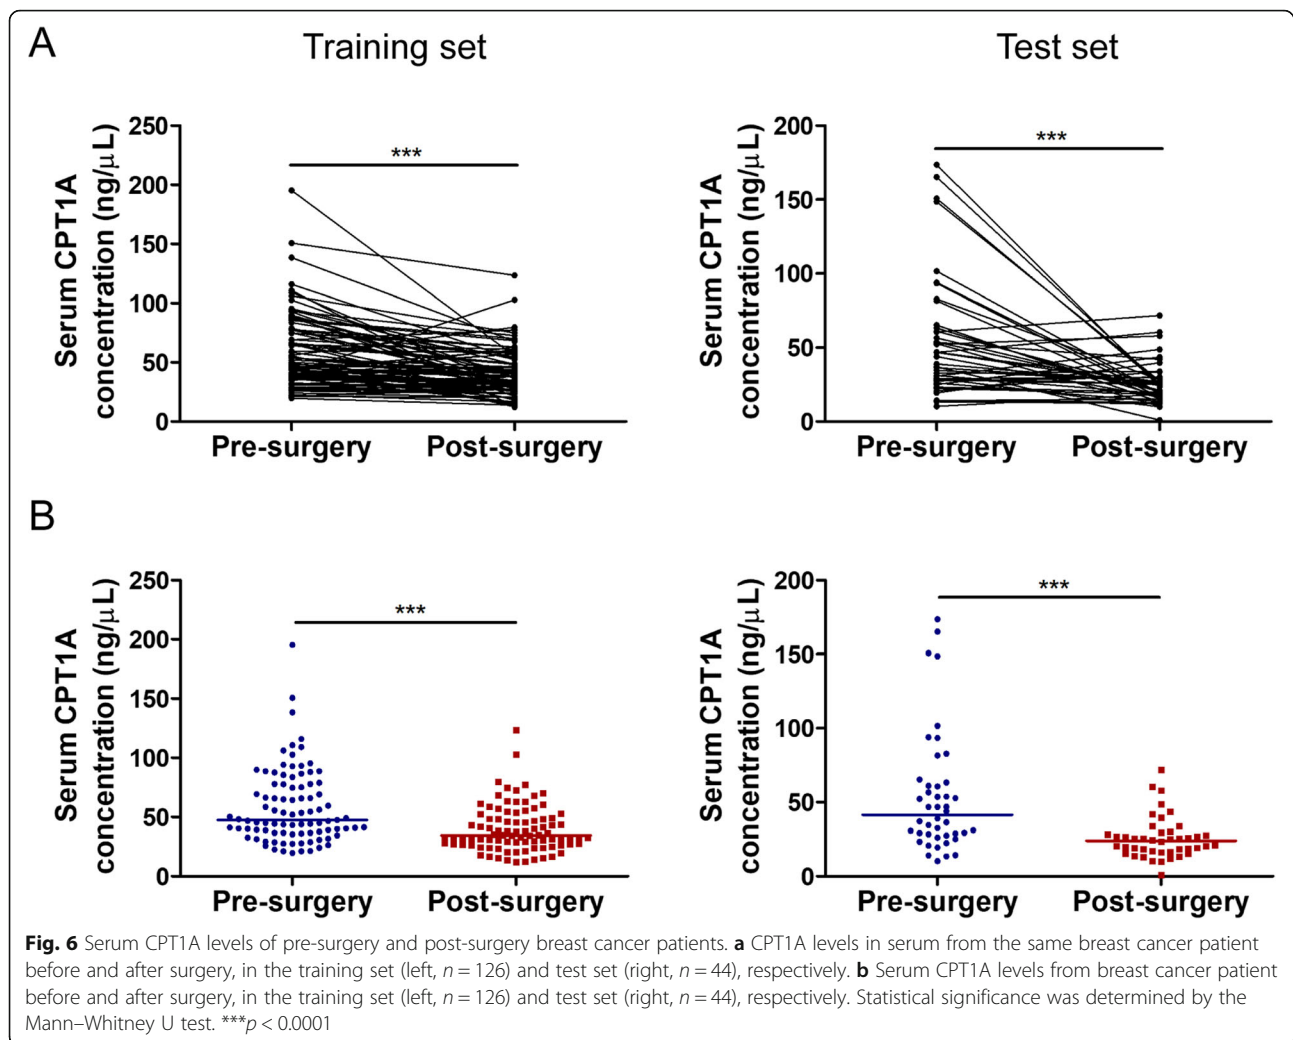 A
Training set
Test set
Serum CPT1A
concentration (ng/μL)
250
200
150
100
50
0
***
Pre-surgery
Post-surgery
Serum CPT1A
concentration (ng/μL)
200
150
100
50
0
***
Pre-surgery
Post-surgery
B
Serum CPT1A
concentration (ng/μL)
250
200
150
100
50
0
***
Pre-surgery
Post-surgery
Serum CPT1A
concentration (ng/μL)
200
150
100
50
0
***
Pre-surgery
Post-surgery
Fig. 6 Serum CPT1A levels of pre-surgery and post-surgery breast cancer patients. a CPT1A levels in serum from the same breast cancer patient
before and after surgery, in the training set (left, n = 126) and test set (right, n = 44), respectively. b Serum CPT1A levels from breast cancer patient
before and after surgery, in the training set (left, n = 126) and test set (right, n = 44), respectively. Statistical significance was determined by the
Mann–Whitney U test. ***p < 0.0001